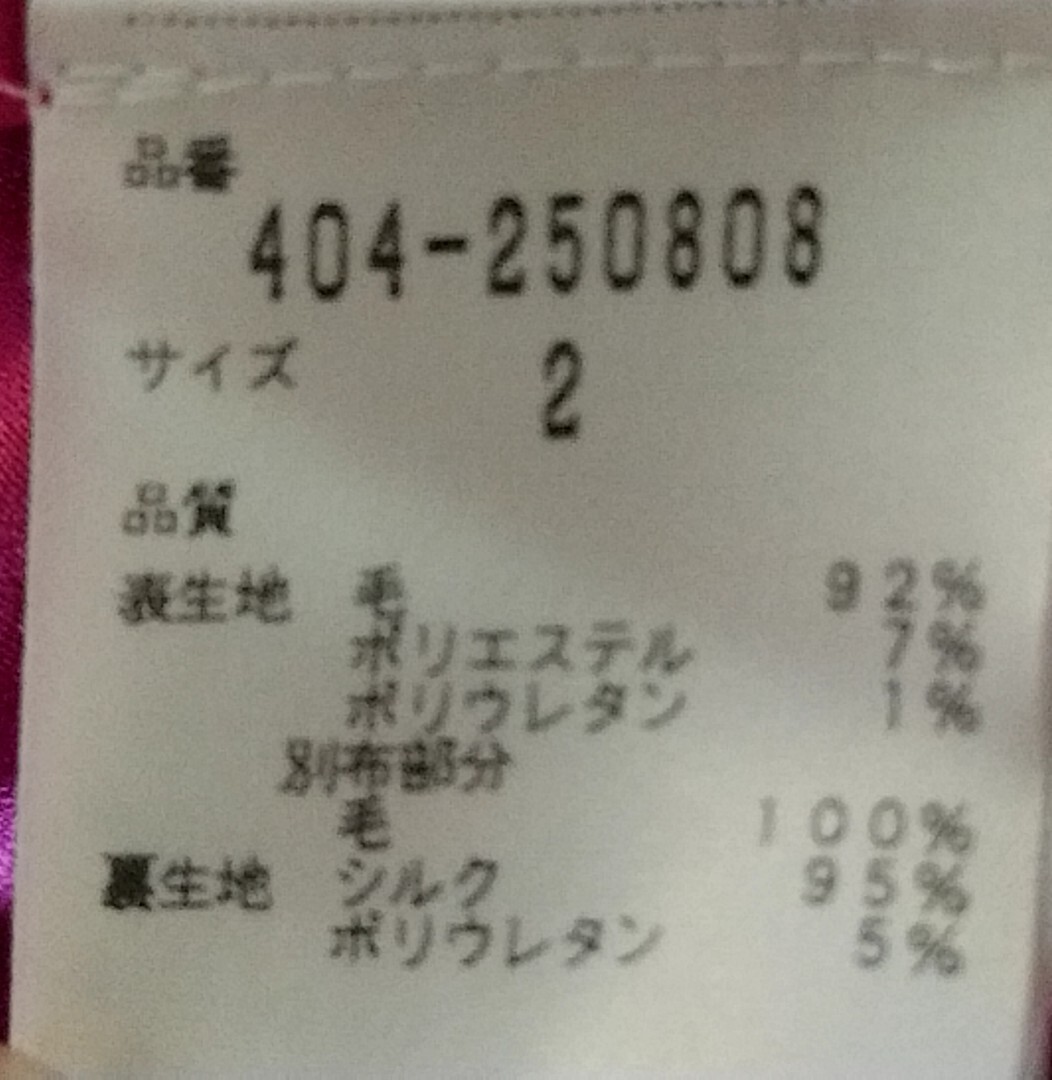 品番
404-250808
サイズ 2
品質
表生地 毛 92%
ポリエステル 7%
ポリウレタン 1%
別布部分
毛 100%
裏生地 シルク 95%
ポリウレタン 5%